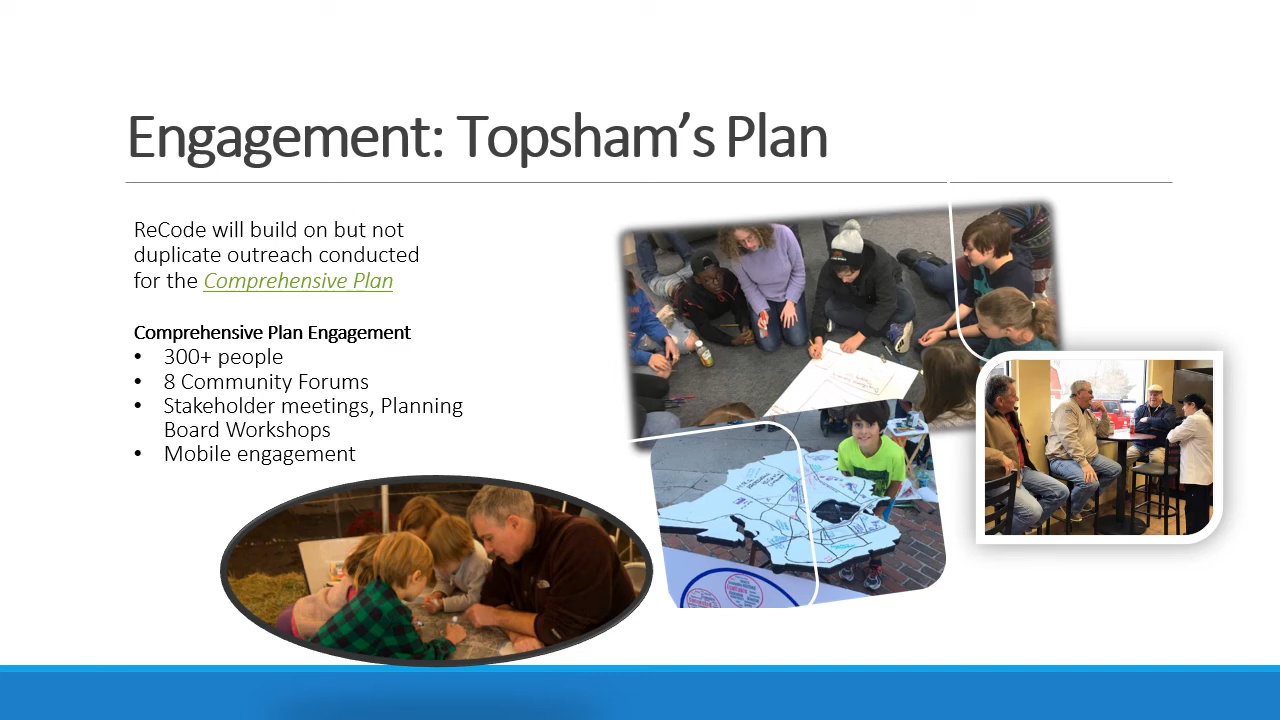 Engagement: Topsham’s Plan
ReCode will build on but not
duplicate outreach conducted
for the Comprehensive Plan
Comprehensive Plan Engagement
• 300+ people
• 8 Community Forums
• Stakeholder meetings, Planning
Board Workshops
• Mobile engagement